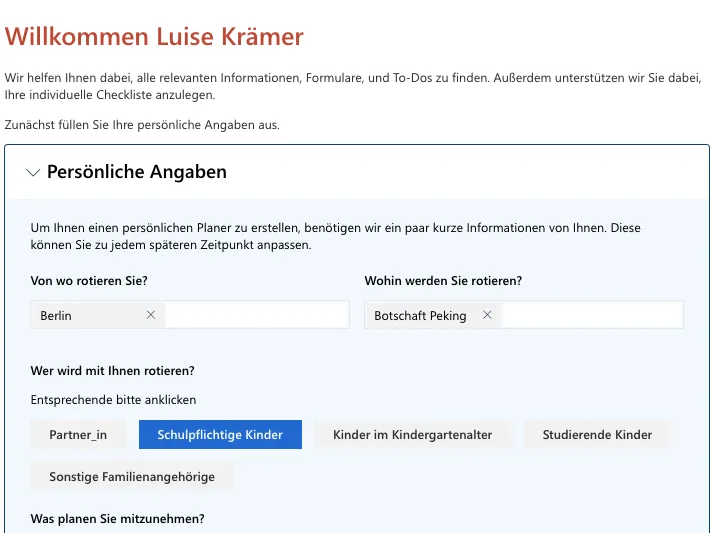 Willkommen Luise Krämer
Wir helfen Ihnen dabei, alle relevanten Informationen, Formulare, und To-Dos zu finden. Außerdem unterstützen wir Sie dabei,
Ihre individuelle Checkliste anzulegen.
Zunächst füllen Sie Ihre persönliche Angaben aus.
Persönliche Angaben
Um Ihnen einen persönlichen Planer zu erstellen, benötigen wir ein paar kurze Informationen von Ihnen. Diese
können Sie zu jedem späteren Zeitpunkt anpassen.
Von wo rotieren Sie? Wohin werden Sie rotieren?
Berlin Botschaft Peking
Wer wird mit Ihnen rotieren?
Entsprechende bitte anklicken
Partner_in Schulpflichtige Kinder Kinder im Kindergartenalter Studierende Kinder
Sonstige Familienangehörige
Was planen Sie mitzunehmen?